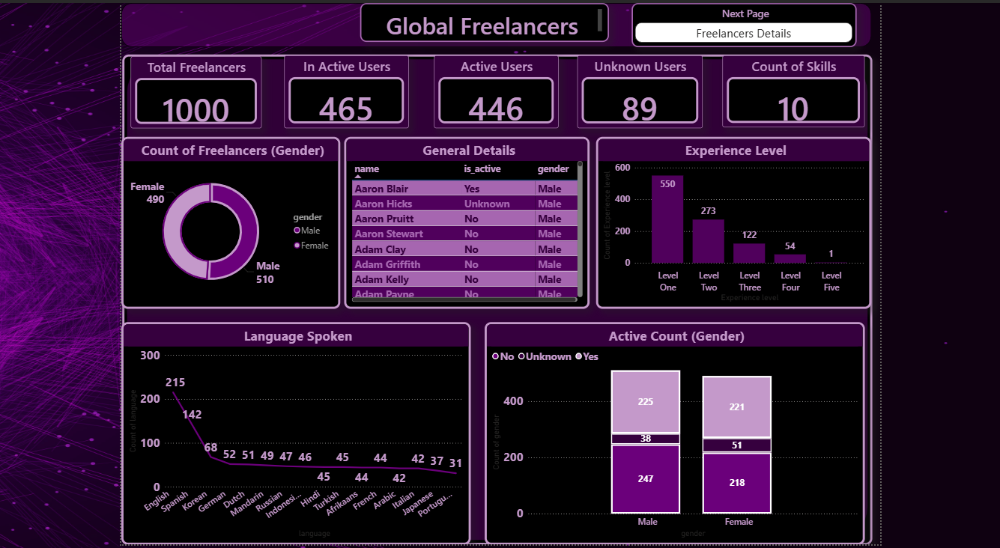 Global Freelancers
Next Page
Freelancers Details
Total Freelancers
1000
In Active Users
465
Active Users
446
Unknown Users
89
Count of Skills
10
Count of Freelancers (Gender)
Female
490
Male
510
gender
Male
Female
General Details
name is_active gender
Aaron Blair Yes Male
Aaron Hicks Unknown Male
Aaron Pruitt No Male
Aaron Stewart No Male
Adam Clay No Male
Adam Griffith No Male
Adam Kelly No Male
Adam Payne No Male
Experience Level
Count of Experience level
600
400
200
0
550
273
122
54
1
Level One
Level Two
Level Three
Level Four
Level Five
Experience level
Language Spoken
Count of language
300
200
100
0
215
142
68
52
51
49
47
46
45
45
44
44
42
42
37
31
English
Spanish
Korean
German
Dutch
Mandarin
Russian
Indonesi...
Hindi
Turkish
Afrikaans
French
Arabic
Italian
Japanese
Portugu...
language
Active Count (Gender)
No Unknown Yes
Count of gender
400
200
0
225
38
247
221
51
218
Male
Female
gender